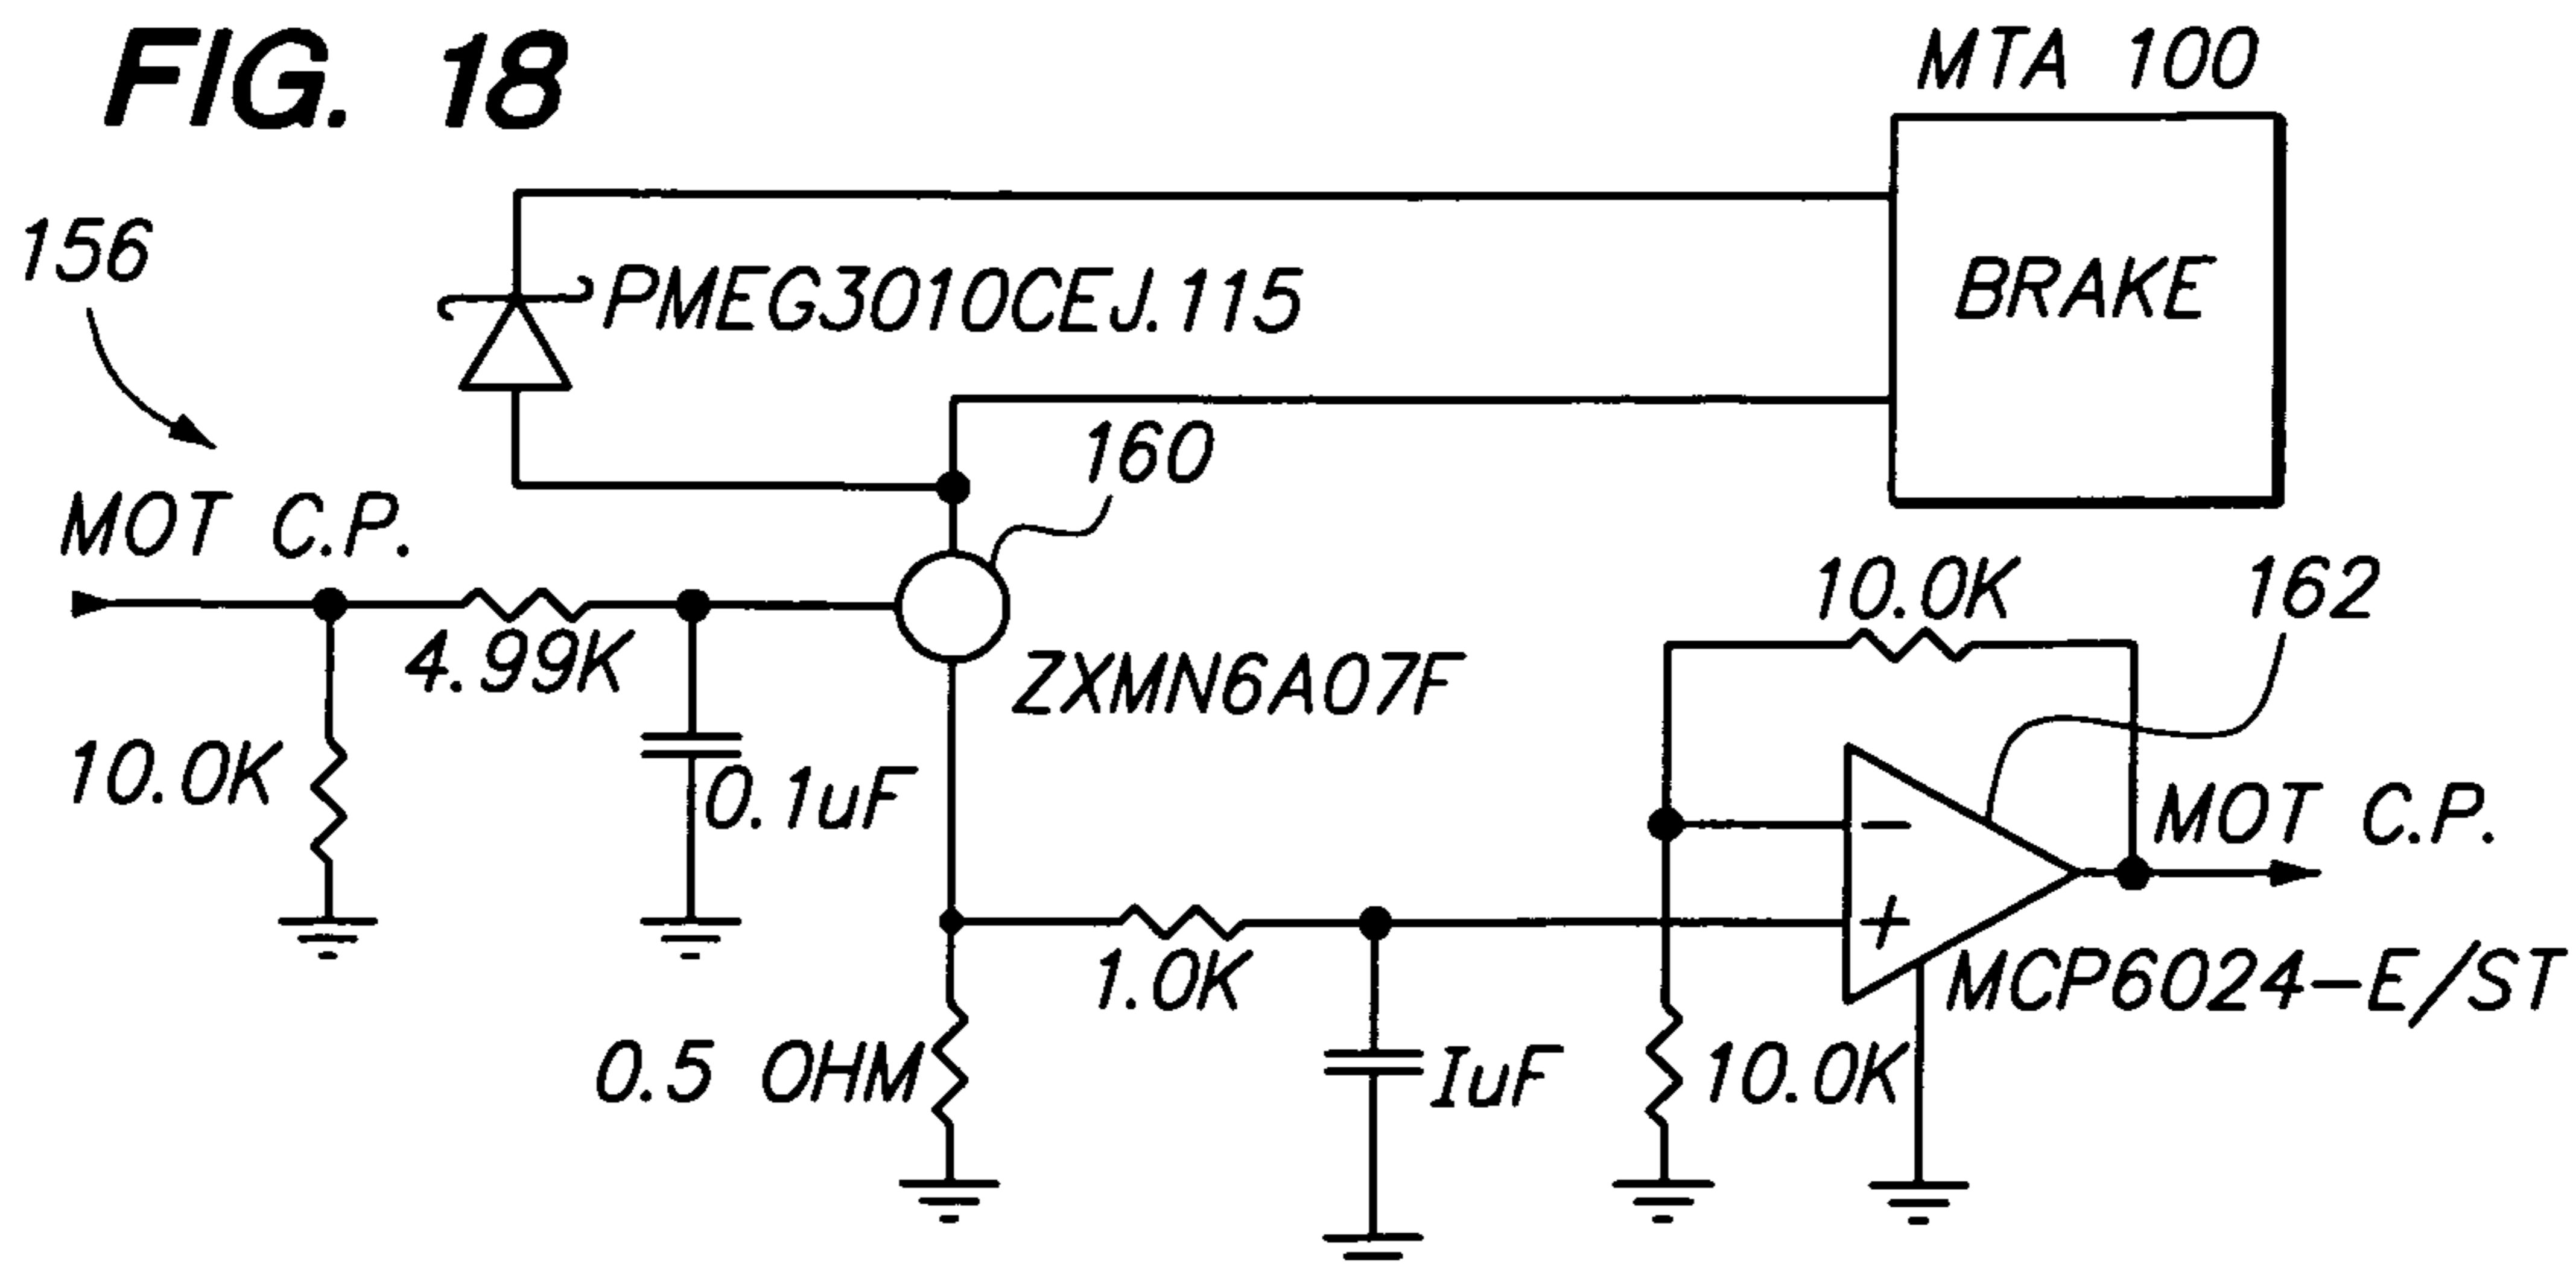 FIG. 18
MTA 100
156
BRAKE
PMEG3010CEJ.115
160
MOT C.P.
10.0K
162
4.99K
ZXMN6A07F
10.0K
0.1uF
MOT C.P.
1.0K
MCP6024-E/ST
0.5 OHM
IuF
10.0K
-
+